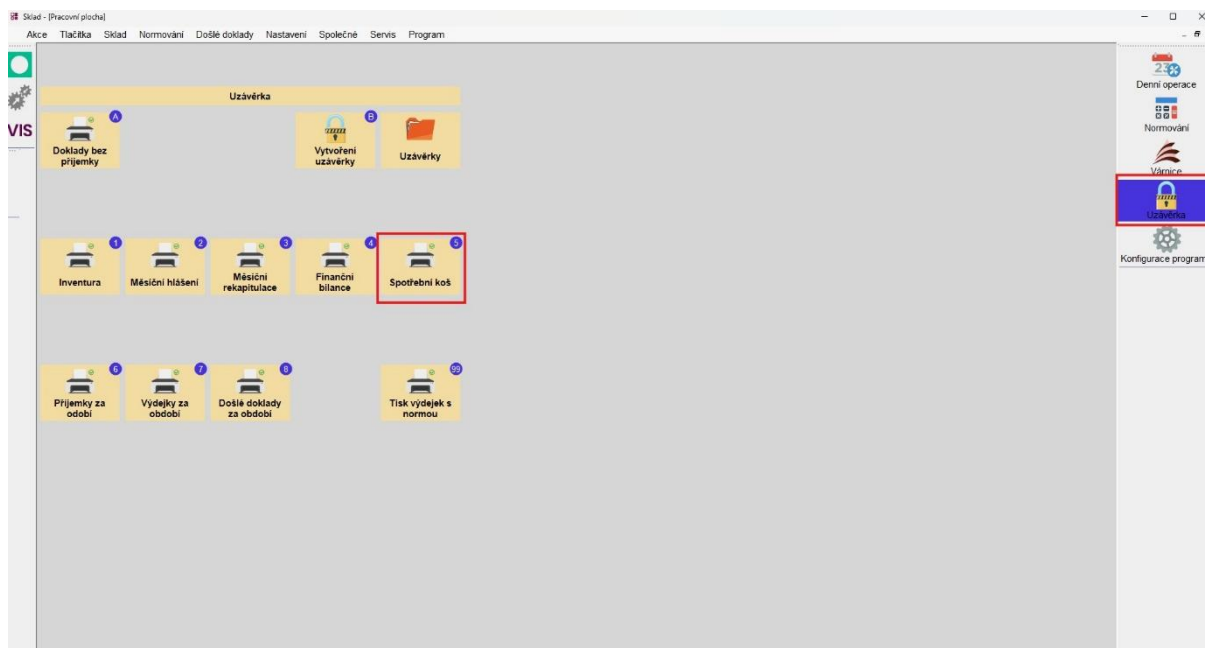 Sklad - [Pracovní plocha]
Akce Tlačítka Sklad Normování Došlé doklady Nastavení Společné Servis Program
VIS
Uzávěrka
A
Doklady bez
příjemky
B
Vytvoření
uzávěrky
Uzávěrky
1
Inventura
2
Měsíční hlášení
3
Měsíční
rekapitulace
4
Finanční
bilance
5
Spotřební koš
6
Příjemky za
odobí
7
Výdejky za
období
8
Došlé doklady
za období
99
Tisk výdejek s
normou
23
Denní operace
Normování
Várnice
Uzávěrka
Konfigurace program